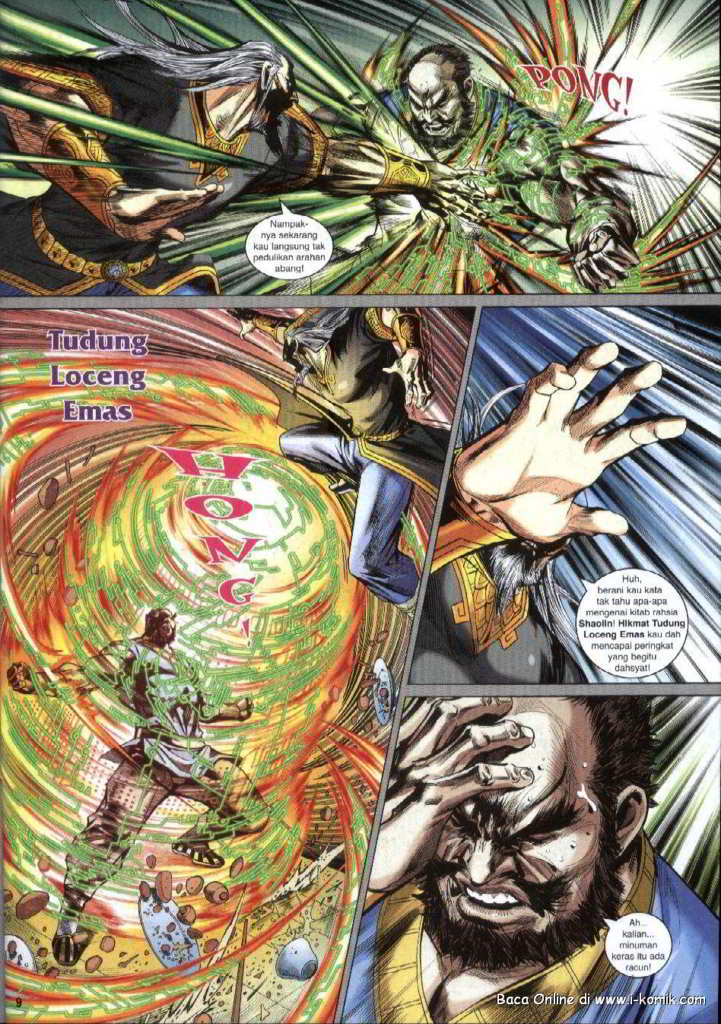 PONG!
Nampak-
nya sekarang
kau langsung tak
pedulikan arahan
abang!
Tudung
Loceng
Emas
HONG!
Huh,
berani kau kata
tak tahu apa-apa
mengenai kitab rahsia
Shaolin! Hikmat Tudung
Loceng Emas kau dah
mencapai peringkat
yang begitu
dahsyat!
Ah...
kalian...
minuman
keras itu ada
racun!
9
Baca Online di www.i-komik.com